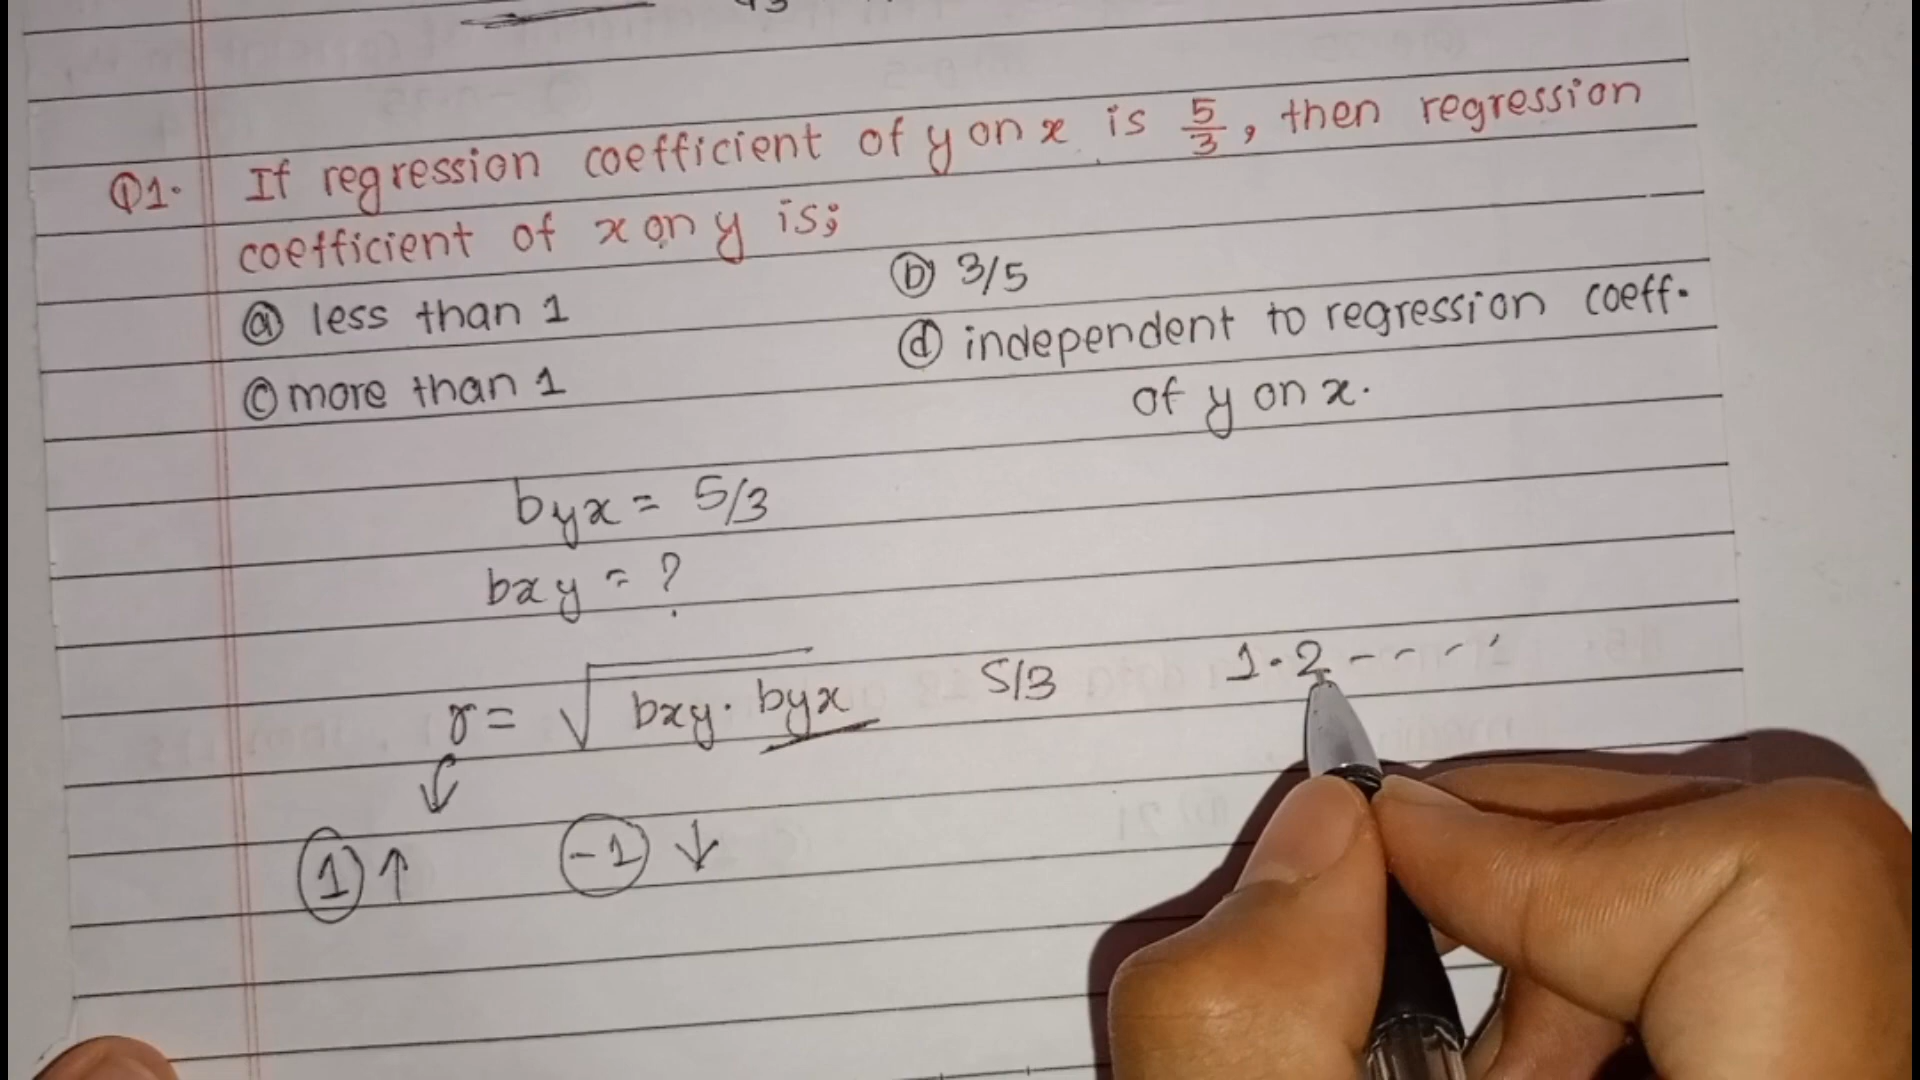 Q1. If regression coefficient of y on x is 5/3, then regression
coefficient of x on y is;
ⓐ less than 1
ⓑ 3/5
ⓒ more than 1
ⓓ independent to regression coeff.
of y on x.
byx = 5/3
bxy = ?
r = √bxy . byx 5/3 1.2 - - - - '
↓
1 ↑ -1 ↓